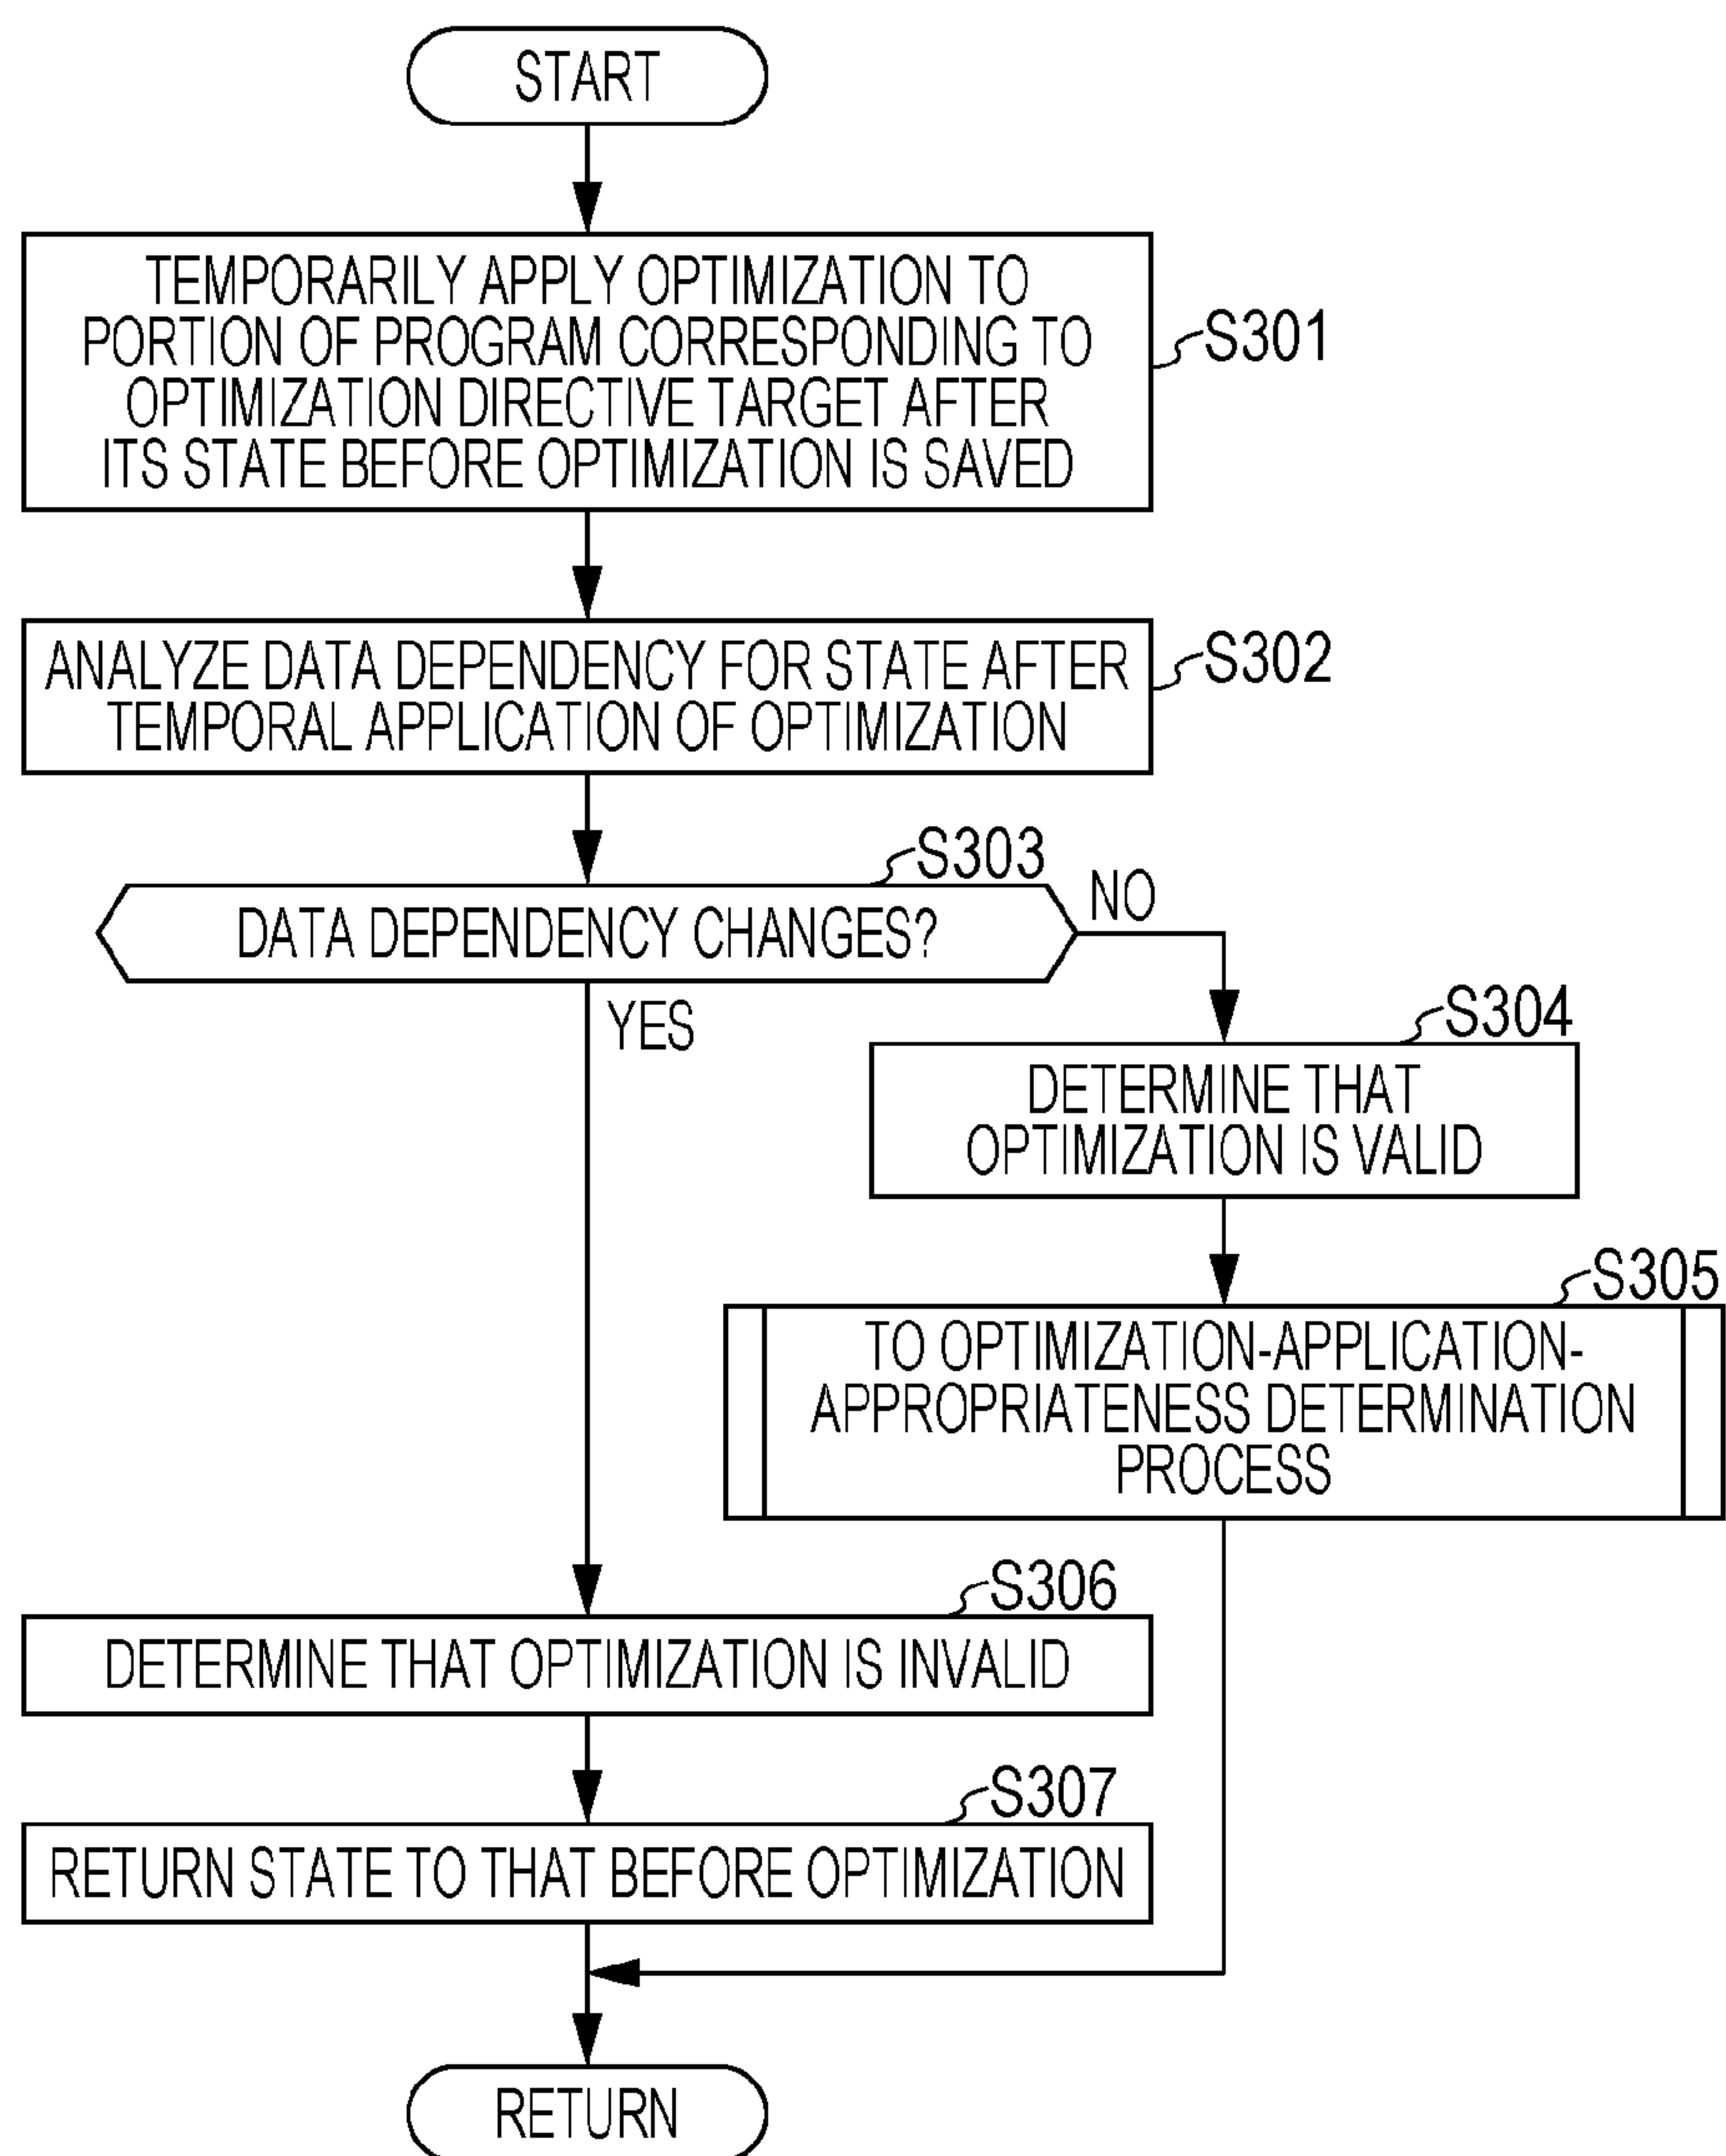 START
TEMPORARILY APPLY OPTIMIZATION TO
PORTION OF PROGRAM CORRESPONDING TO
OPTIMIZATION DIRECTIVE TARGET AFTER
ITS STATE BEFORE OPTIMIZATION IS SAVED
S301
ANALYZE DATA DEPENDENCY FOR STATE AFTER
TEMPORAL APPLICATION OF OPTIMIZATION
S302
S303
DATA DEPENDENCY CHANGES?
NO
YES
S304
DETERMINE THAT
OPTIMIZATION IS VALID
S305
TO OPTIMIZATION-APPLICATION-
APPROPRIATENESS DETERMINATION
PROCESS
S306
DETERMINE THAT OPTIMIZATION IS INVALID
S307
RETURN STATE TO THAT BEFORE OPTIMIZATION
RETURN